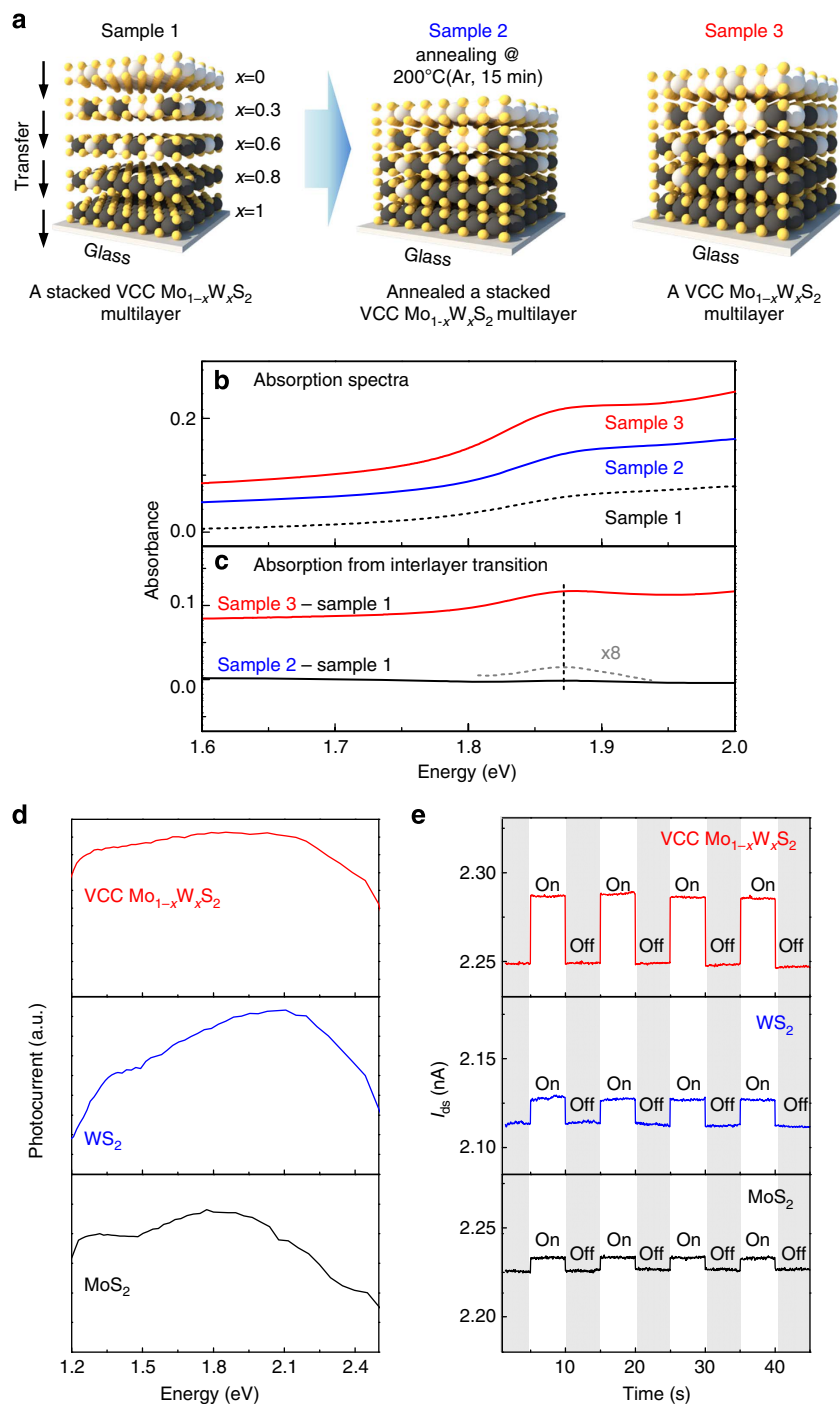 a
Sample 1
Sample 2
annealing @
200°C(Ar, 15 min)
Sample 3
Transfer
x=0
x=0.3
x=0.6
x=0.8
x=1
Glass
Glass
Glass
A stacked VCC Mo1–xWxS2
multilayer
Annealed a stacked
VCC Mo1-xWxS2 multilayer
A VCC Mo1–xWxS2
multilayer
b Absorption spectra
0.2
Sample 3
Sample 2
0.0
Sample 1
Absorbance
c Absorption from interlayer transition
0.1
Sample 3 – sample 1
Sample 2 – sample 1
x8
0.0
1.6 1.7 1.8 1.9 2.0
Energy (eV)
d
VCC Mo1–xWxS2
WS2
MoS2
Photocurrent (a.u.)
1.2 1.5 1.8 2.1 2.4
Energy (eV)
e
VCC Mo1–xWxS2
2.30
On On On On
Off Off Off Off
2.25
WS2
2.15
On On On On
Off Off Off Off
2.10
Ids (nA)
MoS2
2.25
On On On On
Off Off Off Off
2.20
10 20 30 40
Time (s)